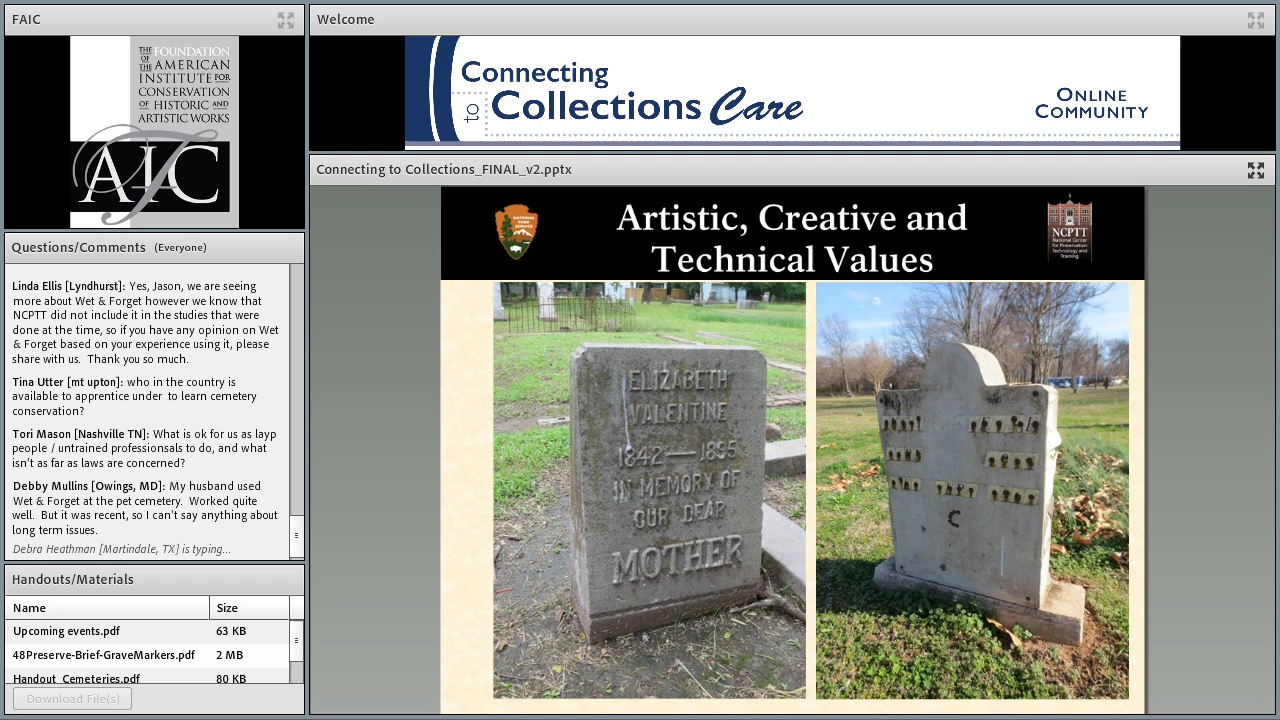 FAIC
THE FOUNDATION
OF THE AMERICAN
INSTITUTE FOR
CONSERVATION
OF HISTORIC AND
ARTISTIC WORKS
AIC
Questions/Comments (Everyone)
Linda Ellis [Lyndhurst]: Yes, Jason, we are seeing
more about Wet & Forget however we know that
NCPTT did not include it in the studies that were
done at the time, so if you have any opinion on Wet
& Forget based on your experience using it, please
share with us. Thank you so much.
Tina Utter [mt upton]: who in the country is
available to apprentice under to learn cemetery
conservation?
Tori Mason [Nashville TN]: What is ok for us as layp
people / untrained professionsals to do, and what
isn't as far as laws are concerned?
Debby Mullins [Owings, MD]: My husband used
Wet & Forget at the pet cemetery. Worked quite
well. But it was recent, so I can't say anything about
long term issues.
Debra Heathman [Martindale, TX] is typing...
Handouts/Materials
Name Size
Upcoming events.pdf 63 KB
48Preserve-Brief-GraveMarkers.pdf 2 MB
Handout_Cemeteries.pdf 80 KB
Download File(s)
Welcome
Connecting
to Collections Care
ONLINE
COMMUNITY
Connecting to Collections_FINAL_v2.pptx
NATIONAL
PARK
SERVICE
Artistic, Creative and
Technical Values
NCPTT
National Center
for Preservation
Technology and
Training
ELIZABETH
VALENTINE
1842—1895
IN MEMORY OF
OUR DEAR
MOTHER